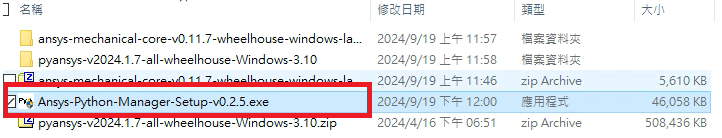 名稱 修改日期 類型 大小
ansys-mechanical-core-v0.11.7-wheelhouse-windows-la... 2024/9/19 上午 11:57 檔案資料夾
pyansys-v2024.1.7-all-wheelhouse-Windows-3.10 2024/9/19 上午 11:58 檔案資料夾
ansys-mechanical-core-v0.11.7-wheelhouse-windows-la... 2024/9/19 上午 11:46 zip Archive 5,610 KB
Ansys-Python-Manager-Setup-v0.2.5.exe 2024/9/19 下午 12:00 應用程式 46,058 KB
pyansys-v2024.1.7-all-wheelhouse-Windows-3.10.zip 2024/4/16 下午 06:51 zip Archive 508,436 KB